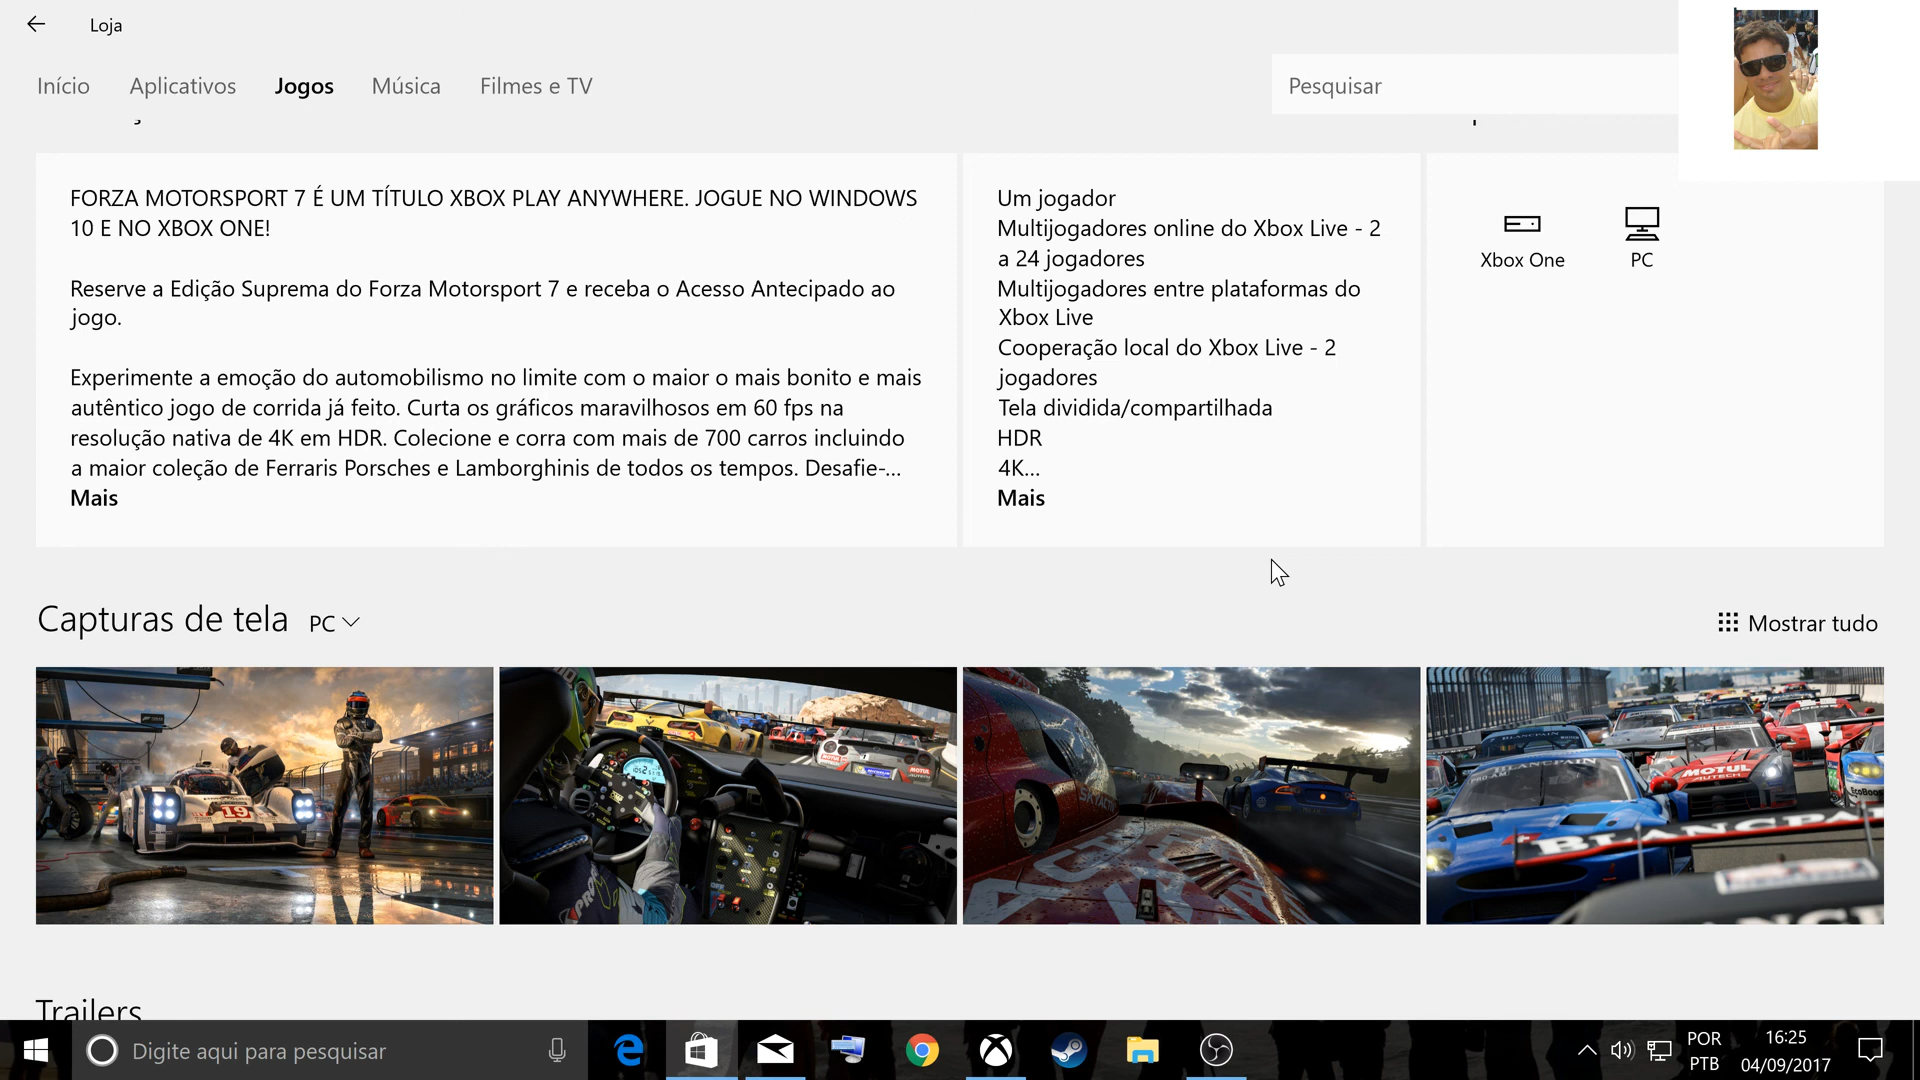 Loja
Início
Aplicativos
Jogos
Música
Filmes e TV
Pesquisar
FORZA MOTORSPORT 7 É UM TÍTULO XBOX PLAY ANYWHERE. JOGUE NO WINDOWS
10 E NO XBOX ONE!
Reserve a Edição Suprema do Forza Motorsport 7 e receba o Acesso Antecipado ao
jogo.
Experimente a emoção do automobilismo no limite com o maior o mais bonito e mais
autêntico jogo de corrida já feito. Curta os gráficos maravilhosos em 60 fps na
resolução nativa de 4K em HDR. Colecione e corra com mais de 700 carros incluindo
a maior coleção de Ferraris Porsches e Lamborghinis de todos os tempos. Desafie-...
Mais
Um jogador
Multijogadores online do Xbox Live - 2
a 24 jogadores
Multijogadores entre plataformas do
Xbox Live
Cooperação local do Xbox Live - 2
jogadores
Tela dividida/compartilhada
HDR
4K...
Mais
Xbox One
PC
Capturas de tela
PC
Mostrar tudo
19
MOTUL
BLANCPAIN
MOTUL
BLANCPA
Trailers
Digite aqui para pesquisar
POR
PTB
16:25
04/09/2017